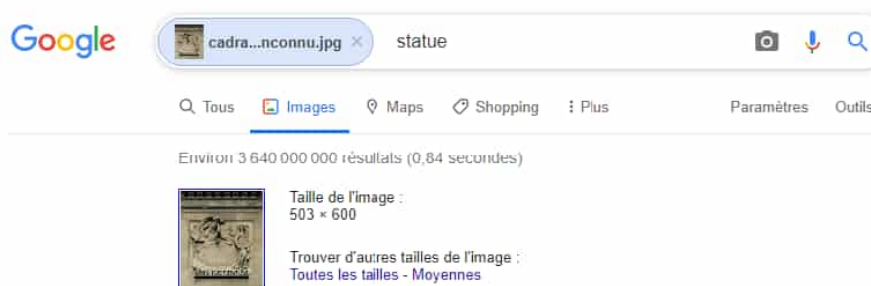 Google cadra...nconnu.jpg × statue
Tous Images Maps Shopping Plus Paramètres Outils
Environ 3 640 000 000 résultats (0,84 secondes)
Taille de l'image :
503 × 600
Trouver d'autres tailles de l'image :
Toutes les tailles - Moyennes